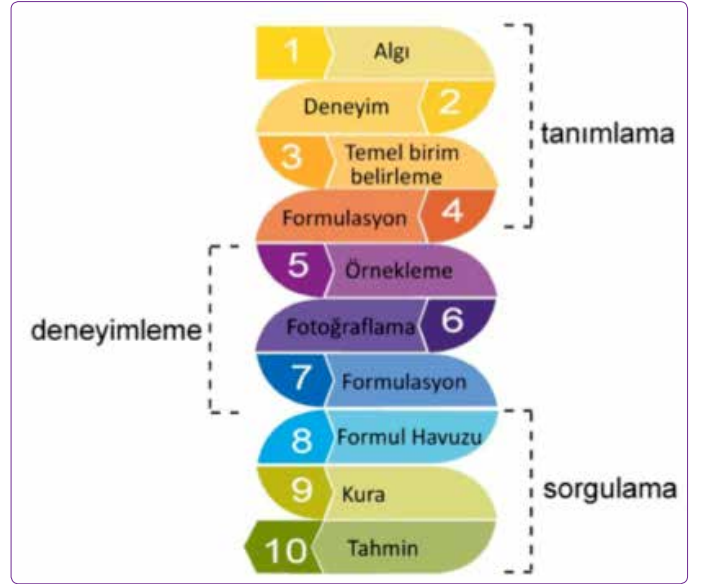 1 Algı
Deneyim 2
tanımlama
3 Temel birim
belirleme
Formulasyon 4
5 Örnekleme
deneyimleme
Fotoğraflama 6
7 Formulasyon
8 Formul Havuzu
9 Kura
sorgulama
10 Tahmin